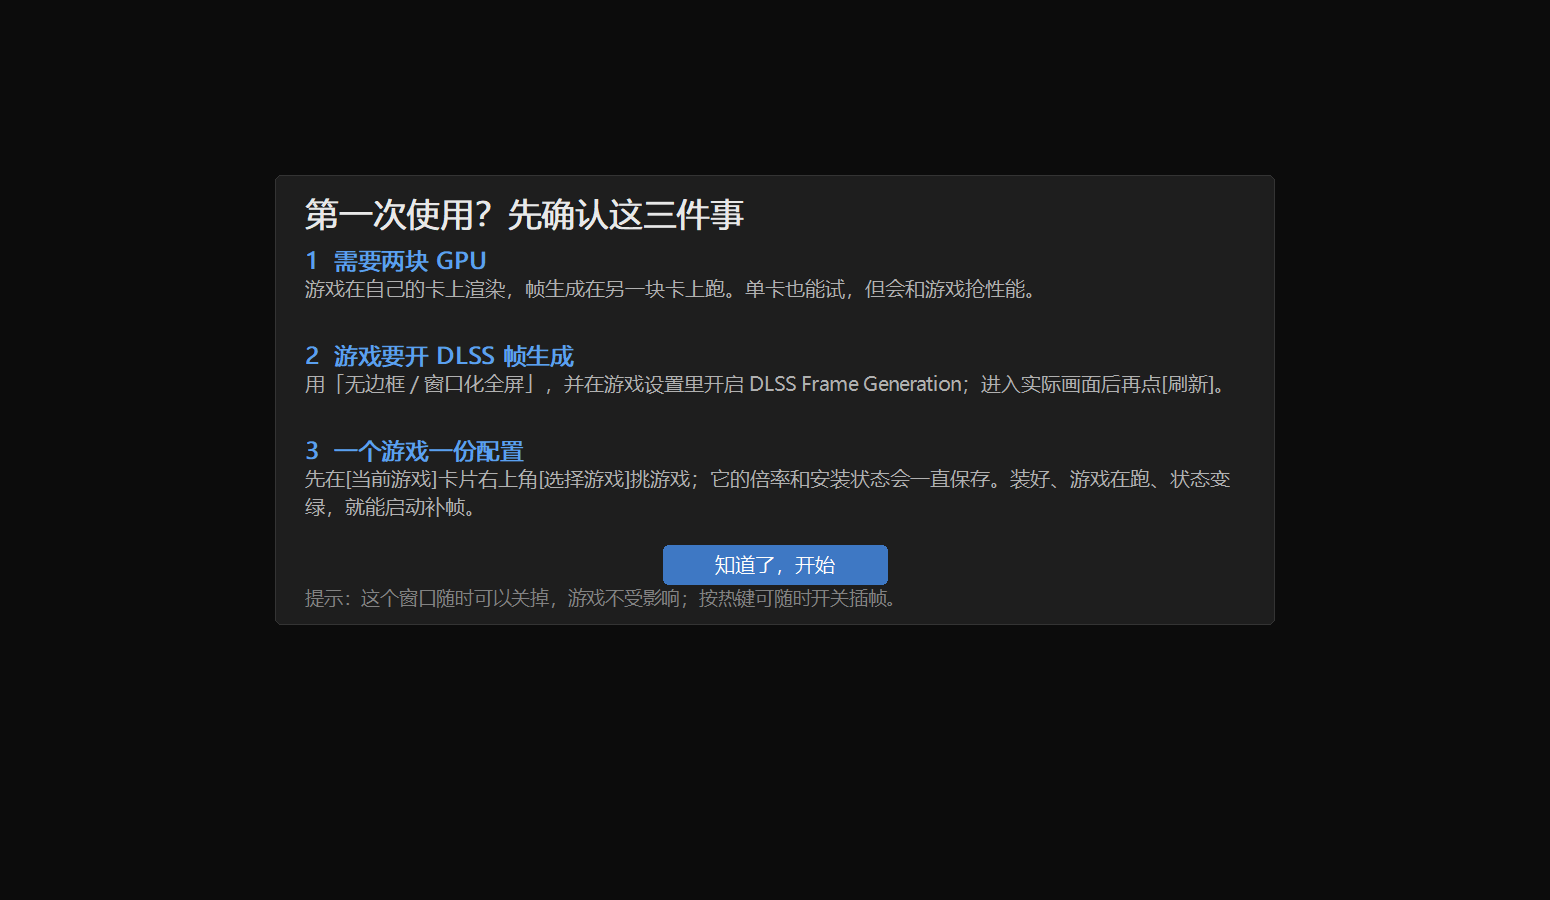 第一次使用？先确认这三件事
1 需要两块 GPU
游戏在自己的卡上渲染，帧生成在另一块卡上跑。单卡也能试，但会和游戏抢性能。
2 游戏要开 DLSS 帧生成
用「无边框 / 窗口化全屏」，并在游戏设置里开启 DLSS Frame Generation；进入实际画面后再点[刷新]。
3 一个游戏一份配置
先在[当前游戏]卡片右上角[选择游戏]挑游戏；它的倍率和安装状态会一直保存。装好、游戏在跑、状态变
绿，就能启动补帧。
知道了，开始
提示：这个窗口随时可以关掉，游戏不受影响；按热键可随时开关插帧。